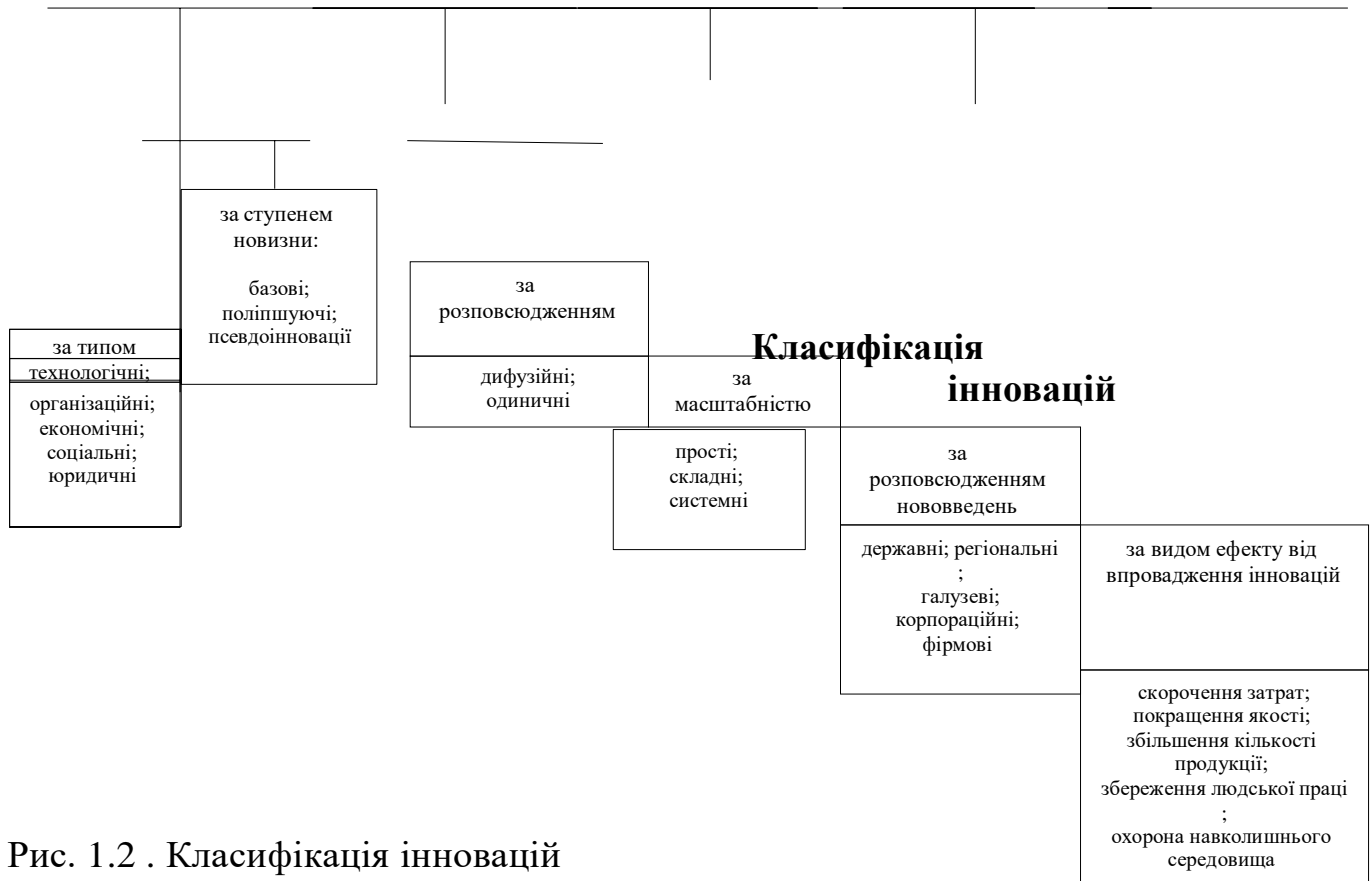 за ступенем
новизни:
базові;
поліпшуючі;
псевдоінновації
за типом
технологічні;
організаційні;
економічні;
соціальні;
юридичні
за
розповсюдженням
дифузійні;
одиничні
Класифікація
інновацій
за
масштабністю
прості;
складні;
системні
за
розповсюдженням
нововведень
державні; регіональні
;
галузеві;
корпораційні;
фірмові
за видом ефекту від
впровадження інновацій
скорочення затрат;
покращення якості;
збільшення кількості
продукції;
збереження людської праці
;
охорона навколишнього
середовища
Рис. 1.2 . Класифікація інновацій